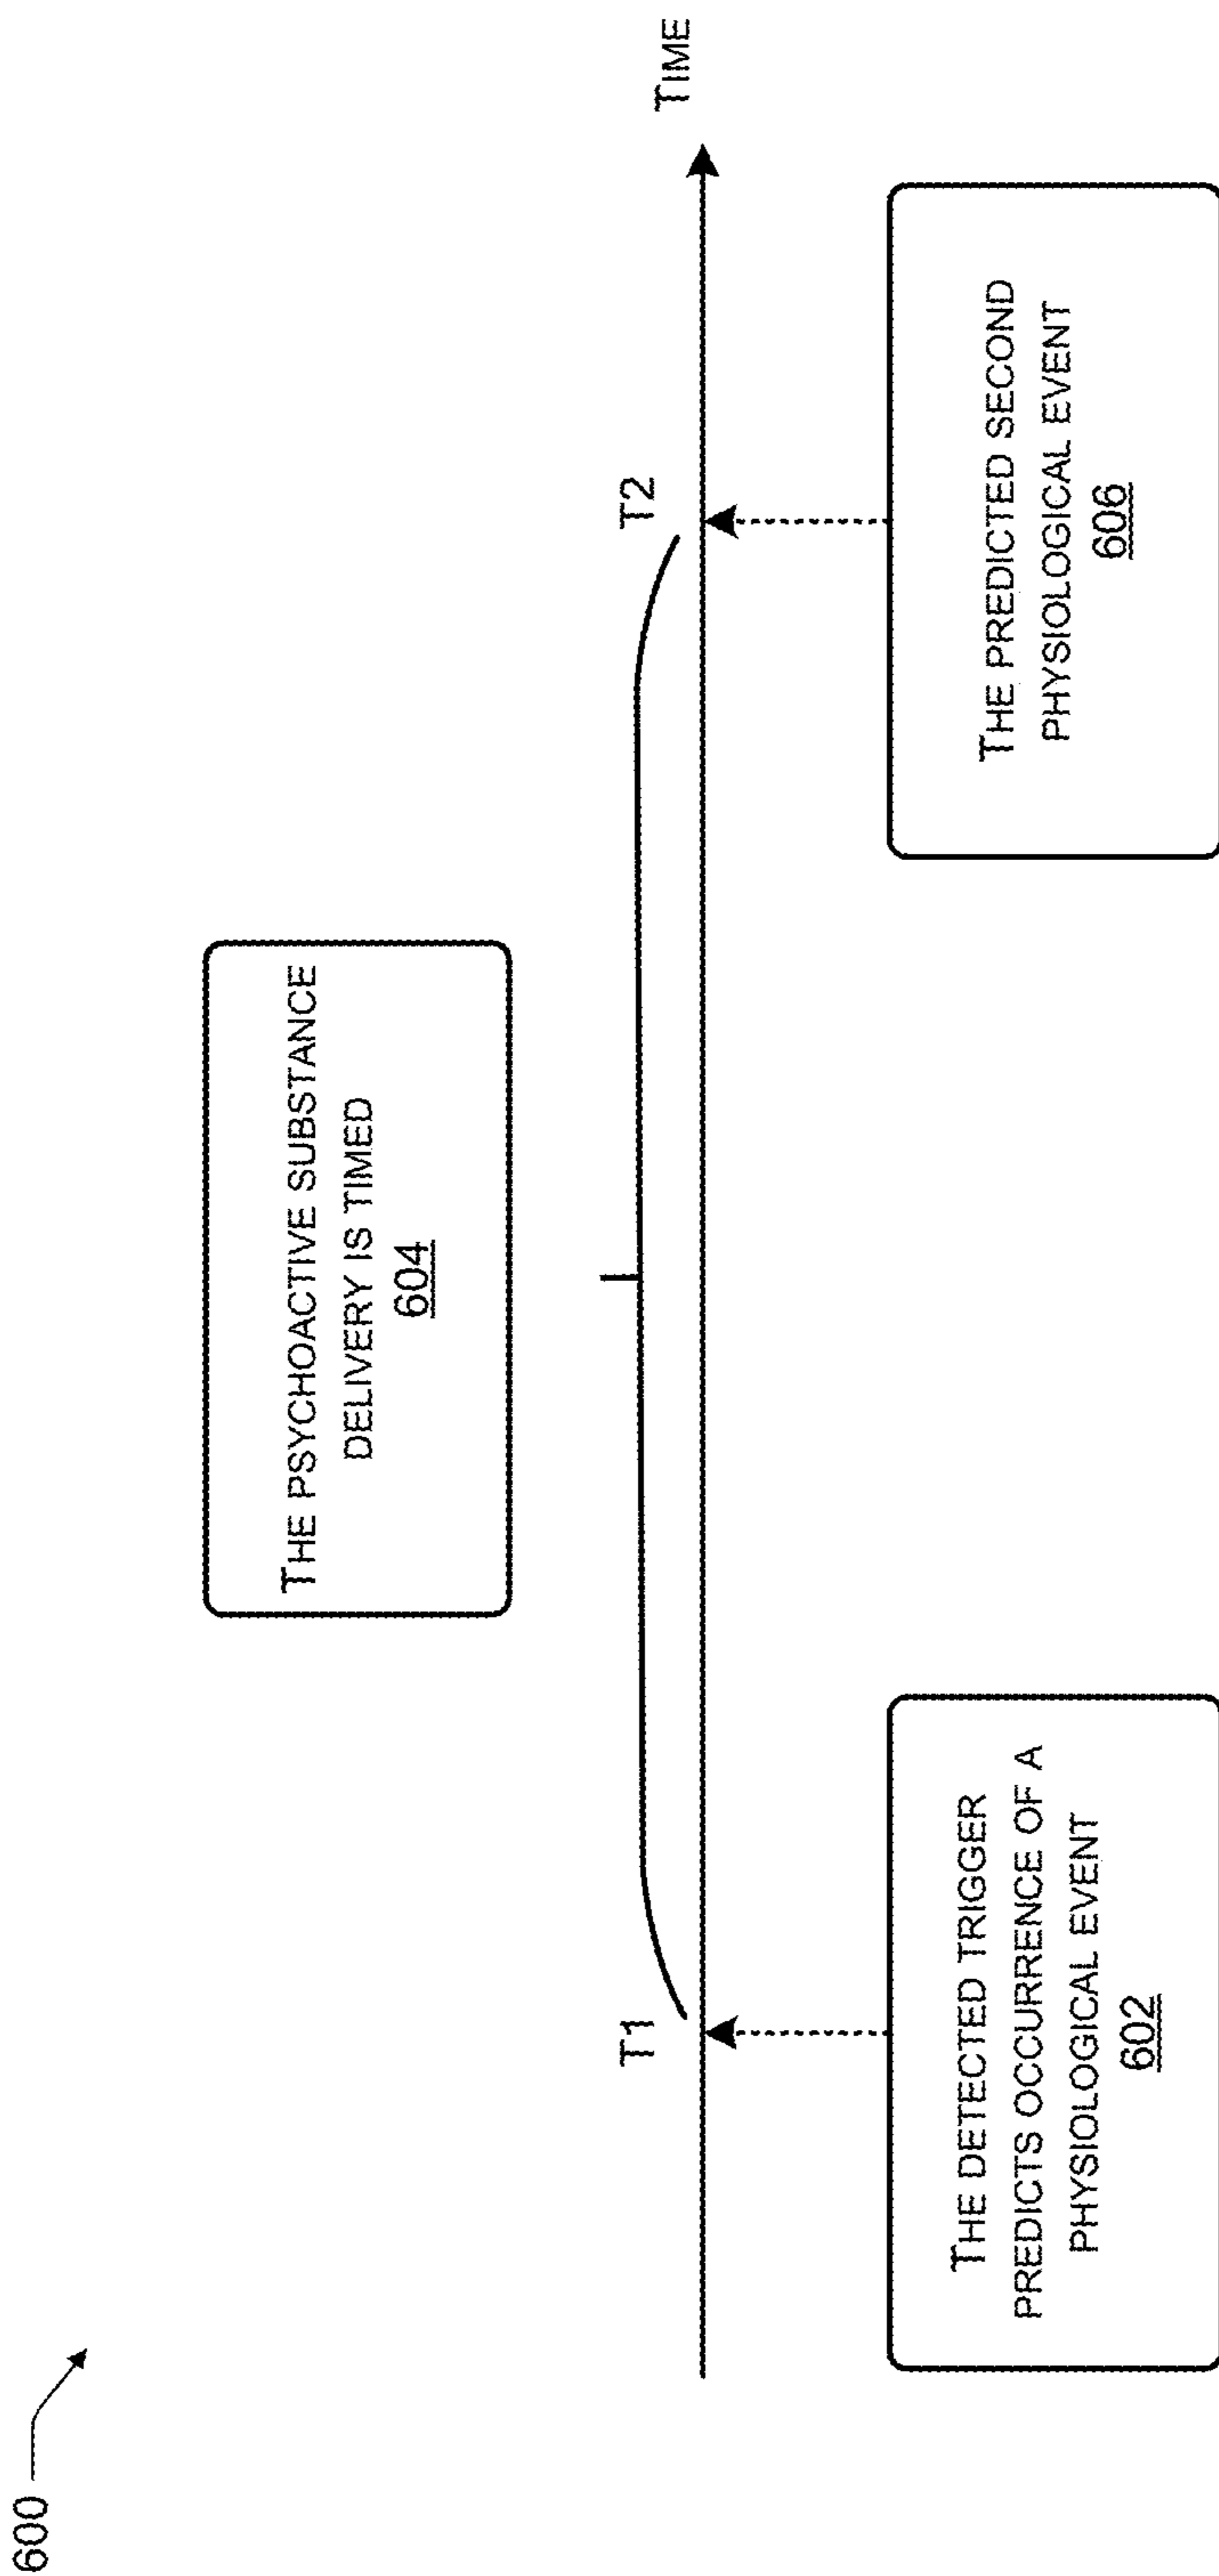 600
THE PSYCHOACTIVE SUBSTANCE
DELIVERY IS TIMED
604
T1
T2
TIME
THE DETECTED TRIGGER
PREDICTS OCCURRENCE OF A
PHYSIOLOGICAL EVENT
602
THE PREDICTED SECOND
PHYSIOLOGICAL EVENT
606